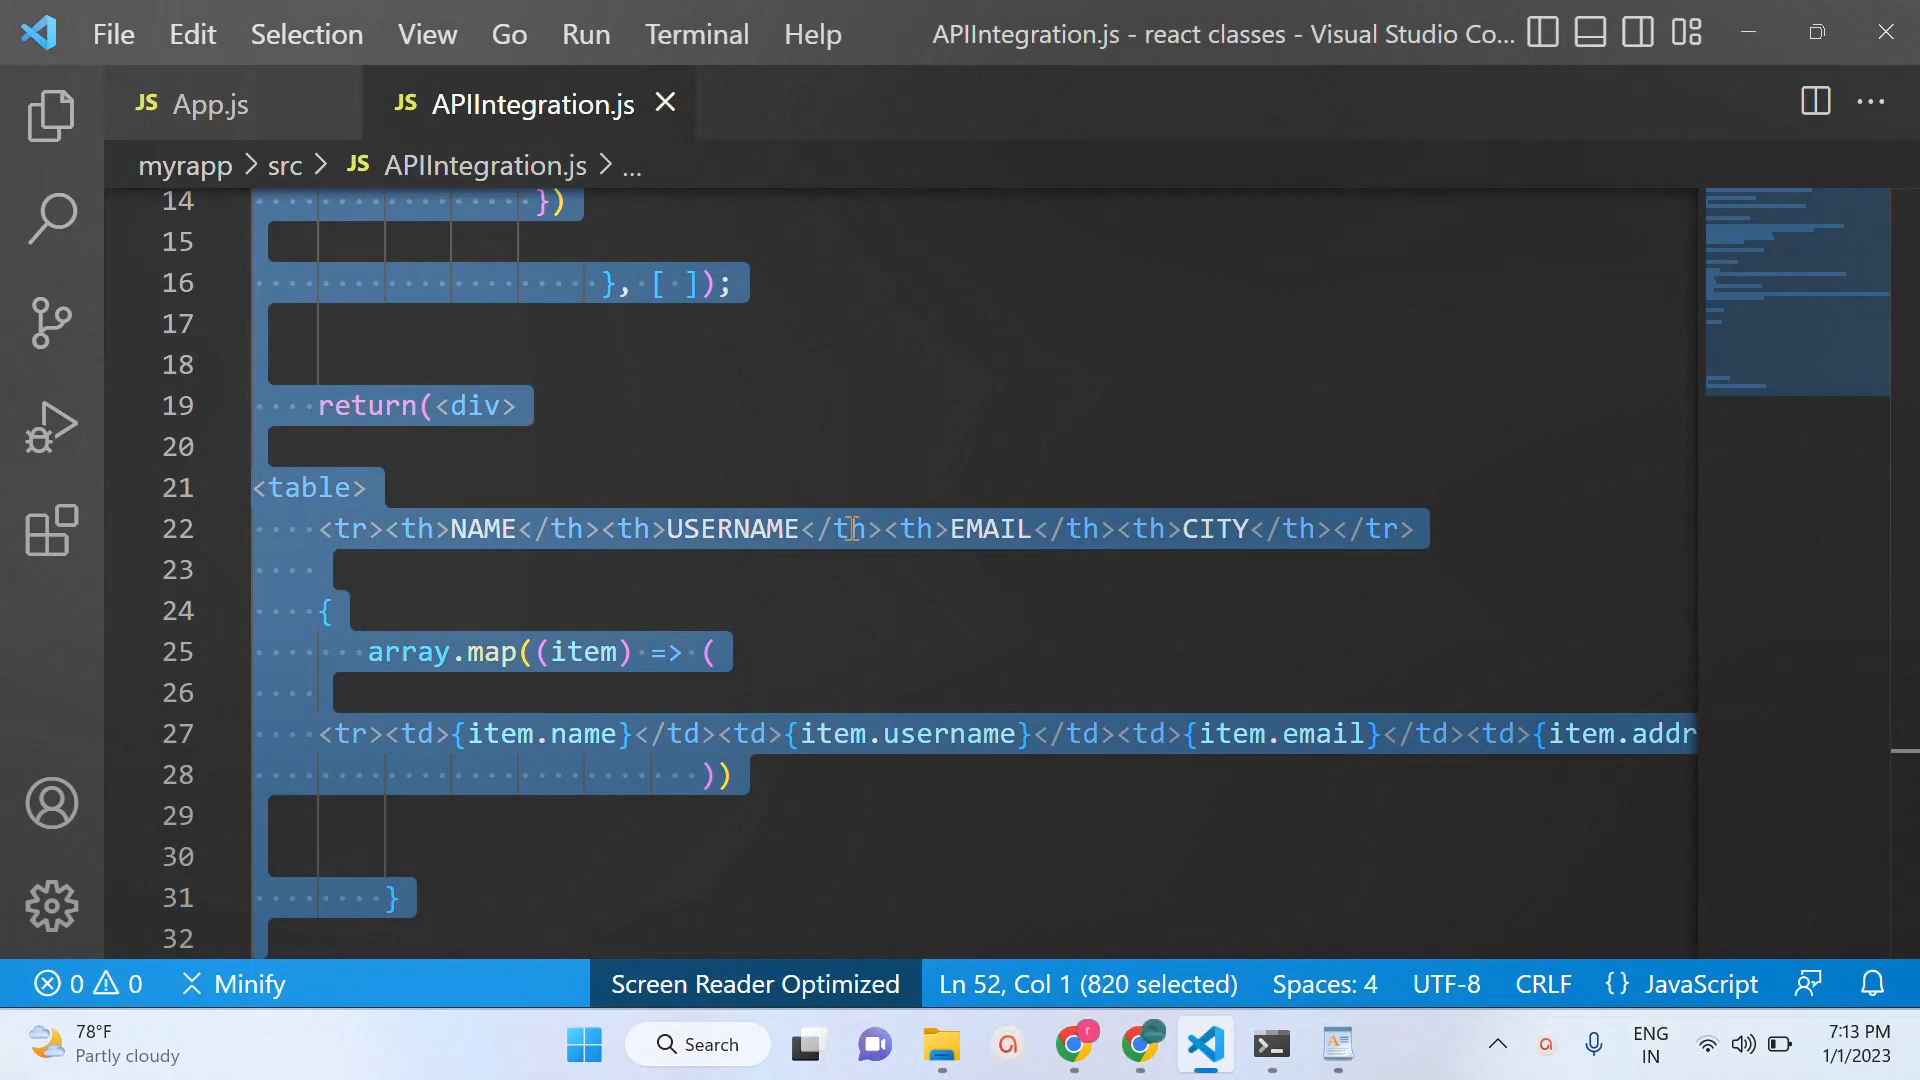 File Edit Selection View Go Run Terminal Help APIIntegration.js - react classes - Visual Studio Co...
JS App.js JS APIIntegration.js
myrapp > src > JS APIIntegration.js > ...
14 })
15
16 }, [ ]);
17
18
19 return(<div>
20
21 <table>
22 <tr><th>NAME</th><th>USERNAME</th><th>EMAIL</th><th>CITY</th></tr>
23
24 {
25 array.map((item) => (
26
27 <tr><td>{item.name}</td><td>{item.username}</td><td>{item.email}</td><td>{item.addr
28 ))
29
30
31 }
32
0 0 Minify Screen Reader Optimized Ln 52, Col 1 (820 selected) Spaces: 4 UTF-8 CRLF {} JavaScript
78°F
Partly cloudy
Search
ENG
IN
7:13 PM
1/1/2023